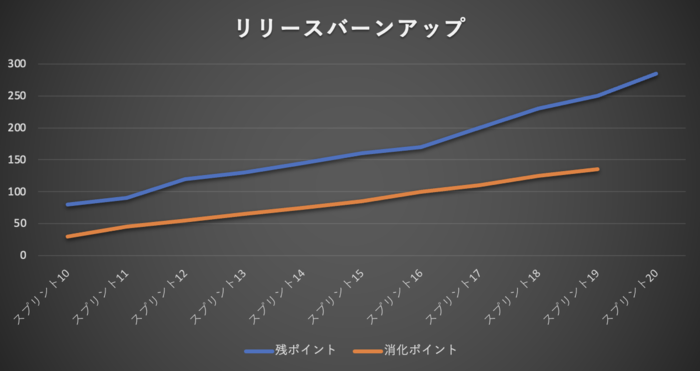 リリースバーンアップ
300
250
200
150
100
50
0
スプリント10
スプリント11
スプリント12
スプリント13
スプリント14
スプリント15
スプリント16
スプリント17
スプリント18
スプリント19
スプリント20
残ポイント 消化ポイント